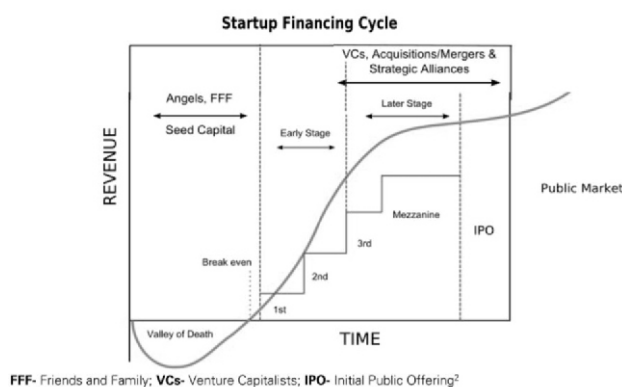 Startup Financing Cycle
VCs, Acquisitions/Mergers &
Strategic Alliances
Angels, FFF
Seed Capital
Early Stage
Later Stage
REVENUE
Public Market
Mezzanine
IPO
3rd
Break even
2nd
1st
Valley of Death
TIME
FFF- Friends and Family; VCs- Venture Capitalists; IPO- Initial Public Offering²